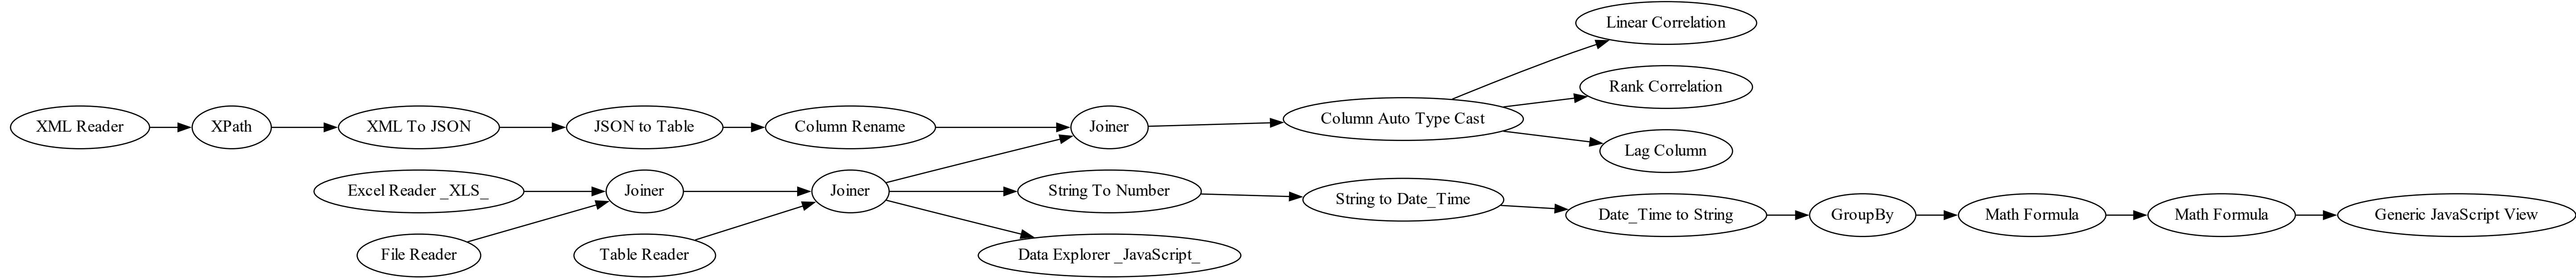 Linear Correlation
Rank Correlation
XML Reader
XPath
XML To JSON
JSON to Table
Column Rename
Joiner
Column Auto Type Cast
Lag Column
Excel Reader _XLS_
Joiner
Joiner
String To Number
String to Date_Time
Date_Time to String
GroupBy
Math Formula
Math Formula
Generic JavaScript View
File Reader
Table Reader
Data Explorer _JavaScript_